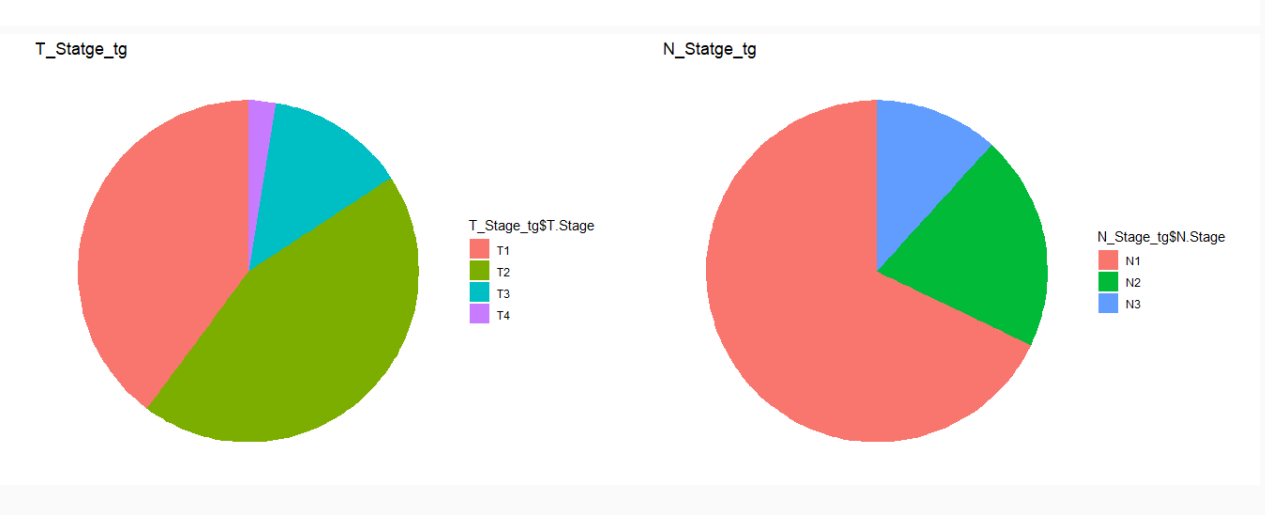 T_Statge_tg
T_Stage_tg$T.Stage
T1
T2
T3
T4
N_Statge_tg
N_Stage_tg$N.Stage
N1
N2
N3